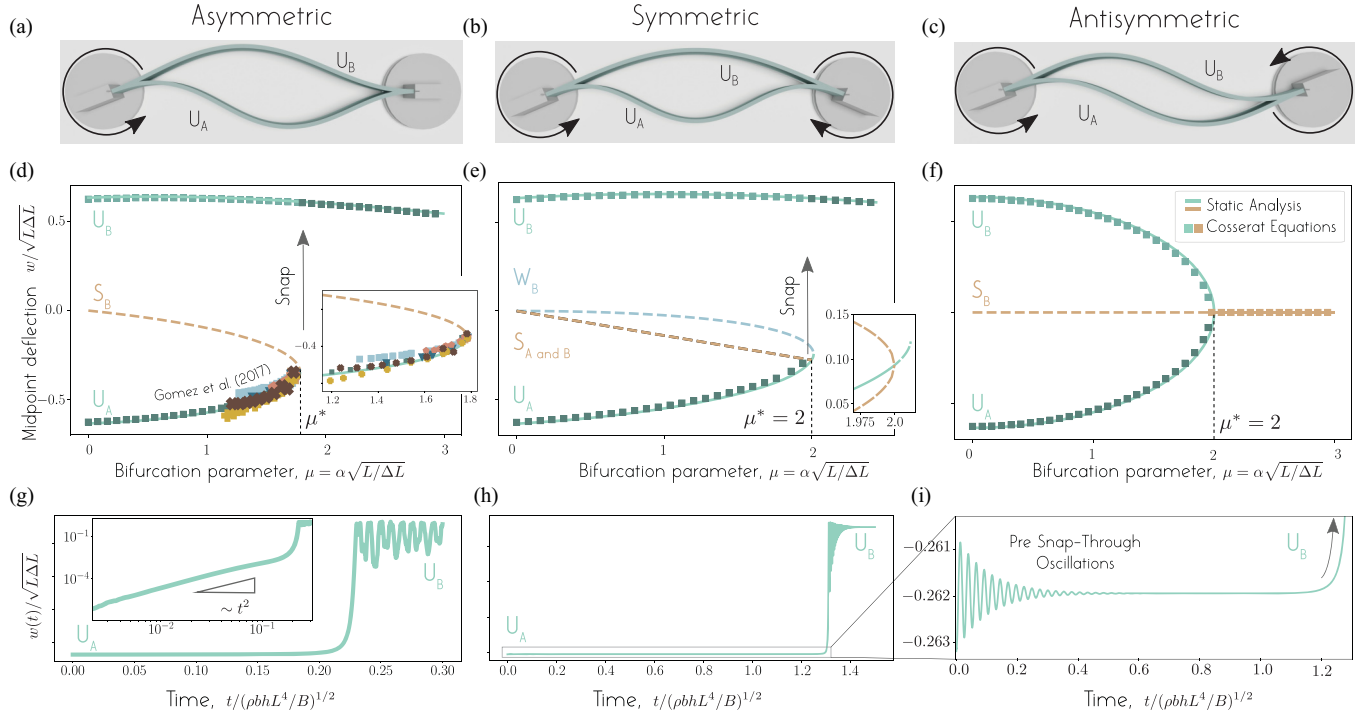 Asymmetric
Symmetric
Antisymmetric
(a)
(b)
(c)
U_B
U_A
U_B
U_A
U_B
U_A
(d)
(e)
(f)
Midpoint deflection w/√LΔL
0.5
0.0
−0.5
U_B
S_B
U_A
Snap
Gomez et al. (2017)
μ*
−0.4
1.2 1.4 1.6 1.8
0 1 2 3
Bifurcation parameter, μ = α√L/ΔL
U_B
W_B
S_A and B
U_A
Snap
μ* = 2
0.15
0.10
0.05
1.975 2.0
0 1 2
Bifurcation parameter, μ = α√L/ΔL
U_B
S_B
U_A
Static Analysis
Cosserat Equations
μ* = 2
0 1 2 3
Bifurcation parameter, μ = α√L/ΔL
(g)
(h)
(i)
w(t)/√LΔL
10⁻¹
10⁻⁴
10⁻² 10⁻¹
∼ t²
U_A
U_B
0.00 0.05 0.10 0.15 0.20 0.25 0.30
Time, t/(ρbhL⁴/B)^1/2
U_A
U_B
0.0 0.2 0.4 0.6 0.8 1.0 1.2 1.4
Time, t/(ρbhL⁴/B)^1/2
−0.261
−0.262
−0.263
Pre Snap-Through
Oscillations
U_B
0.0 0.2 0.4 0.6 0.8 1.0 1.2
Time, t/(ρbhL⁴/B)^1/2